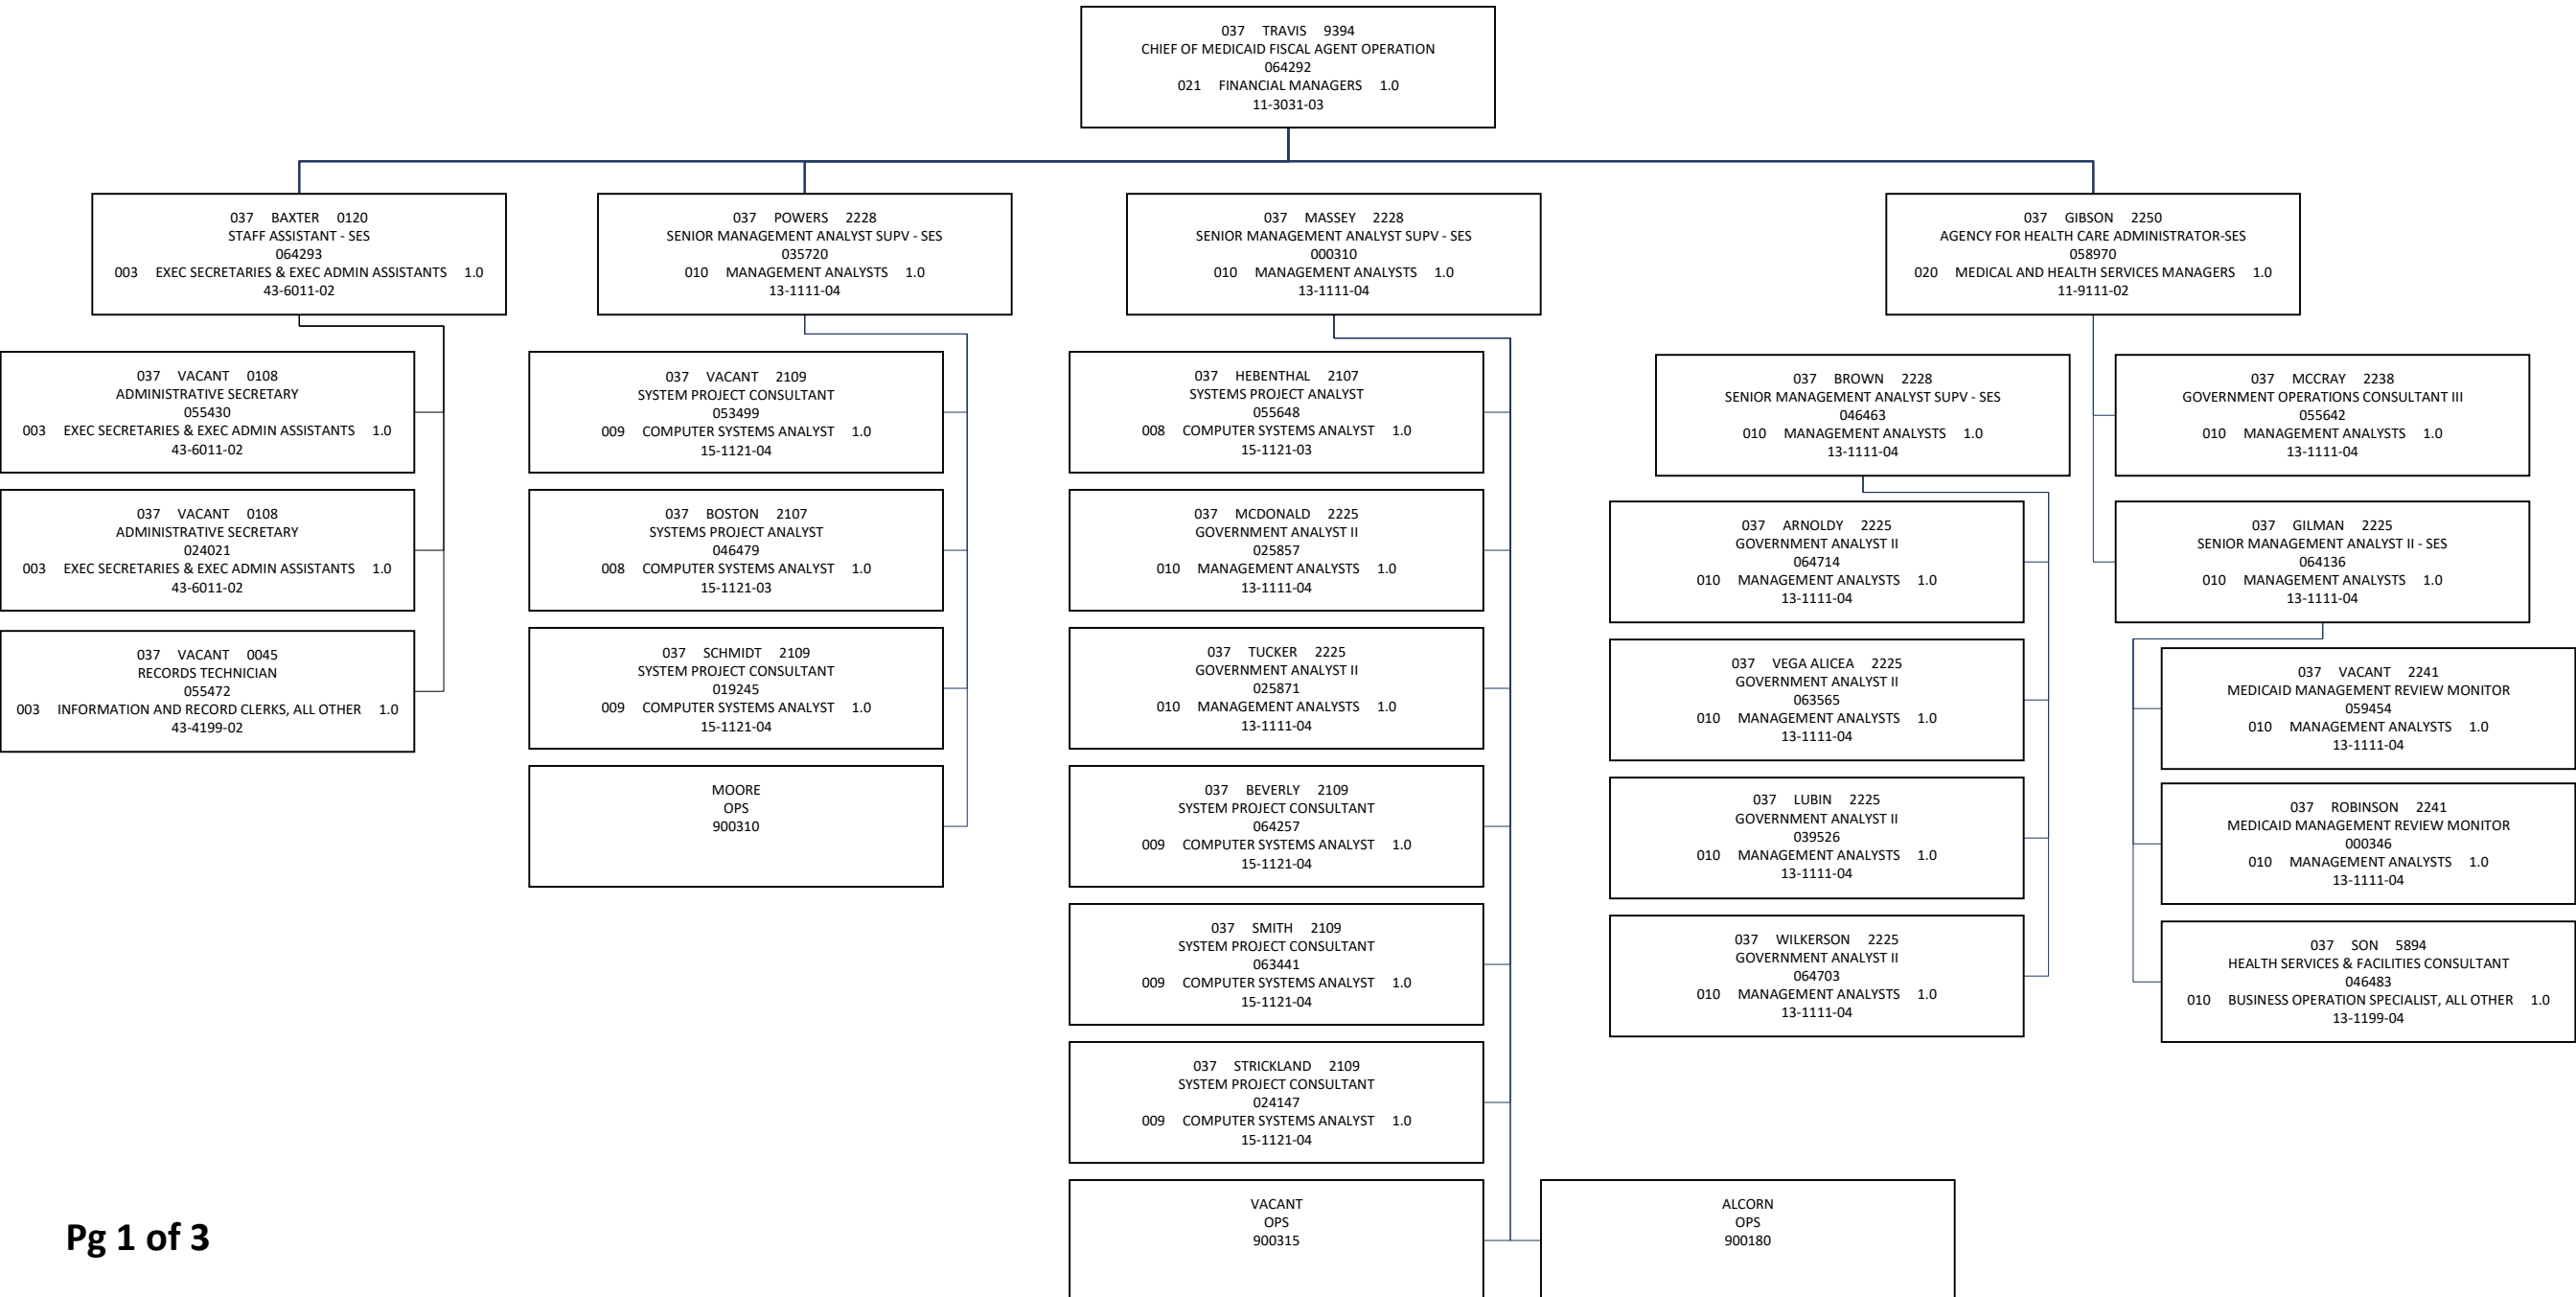 037 TRAVIS 9394
CHIEF OF MEDICAID FISCAL AGENT OPERATION
064292
021 FINANCIAL MANAGERS 1.0
11-3031-03
037 BAXTER 0120
STAFF ASSISTANT - SES
064293
003 EXEC SECRETARIES & EXEC ADMIN ASSISTANTS 1.0
43-6011-02
037 VACANT 0108
ADMINISTRATIVE SECRETARY
055430
003 EXEC SECRETARIES & EXEC ADMIN ASSISTANTS 1.0
43-6011-02
037 VACANT 0108
ADMINISTRATIVE SECRETARY
024021
003 EXEC SECRETARIES & EXEC ADMIN ASSISTANTS 1.0
43-6011-02
037 VACANT 0045
RECORDS TECHNICIAN
055472
003 INFORMATION AND RECORD CLERKS, ALL OTHER 1.0
43-4199-02
037 POWERS 2228
SENIOR MANAGEMENT ANALYST SUPV - SES
035720
010 MANAGEMENT ANALYSTS 1.0
13-1111-04
037 VACANT 2109
SYSTEM PROJECT CONSULTANT
053499
009 COMPUTER SYSTEMS ANALYST 1.0
15-1121-04
037 BOSTON 2107
SYSTEMS PROJECT ANALYST
046479
008 COMPUTER SYSTEMS ANALYST 1.0
15-1121-03
037 SCHMIDT 2109
SYSTEM PROJECT CONSULTANT
019245
009 COMPUTER SYSTEMS ANALYST 1.0
15-1121-04
MOORE
OPS
900310
037 MASSEY 2228
SENIOR MANAGEMENT ANALYST SUPV - SES
000310
010 MANAGEMENT ANALYSTS 1.0
13-1111-04
037 HEBENTHAL 2107
SYSTEMS PROJECT ANALYST
055648
008 COMPUTER SYSTEMS ANALYST 1.0
15-1121-03
037 MCDONALD 2225
GOVERNMENT ANALYST II
025857
010 MANAGEMENT ANALYSTS 1.0
13-1111-04
037 TUCKER 2225
GOVERNMENT ANALYST II
025871
010 MANAGEMENT ANALYSTS 1.0
13-1111-04
037 BEVERLY 2109
SYSTEM PROJECT CONSULTANT
064257
009 COMPUTER SYSTEMS ANALYST 1.0
15-1121-04
037 SMITH 2109
SYSTEM PROJECT CONSULTANT
063441
009 COMPUTER SYSTEMS ANALYST 1.0
15-1121-04
037 STRICKLAND 2109
SYSTEM PROJECT CONSULTANT
024147
009 COMPUTER SYSTEMS ANALYST 1.0
15-1121-04
VACANT
OPS
900315
ALCORN
OPS
900180
037 GIBSON 2250
AGENCY FOR HEALTH CARE ADMINISTRATOR-SES
058970
020 MEDICAL AND HEALTH SERVICES MANAGERS 1.0
11-9111-02
037 BROWN 2228
SENIOR MANAGEMENT ANALYST SUPV - SES
046463
010 MANAGEMENT ANALYSTS 1.0
13-1111-04
037 ARNOLDY 2225
GOVERNMENT ANALYST II
064714
010 MANAGEMENT ANALYSTS 1.0
13-1111-04
037 VEGA ALICEA 2225
GOVERNMENT ANALYST II
063565
010 MANAGEMENT ANALYSTS 1.0
13-1111-04
037 LUBIN 2225
GOVERNMENT ANALYST II
039526
010 MANAGEMENT ANALYSTS 1.0
13-1111-04
037 WILKERSON 2225
GOVERNMENT ANALYST II
064703
010 MANAGEMENT ANALYSTS 1.0
13-1111-04
037 MCCRAY 2238
GOVERNMENT OPERATIONS CONSULTANT III
055642
010 MANAGEMENT ANALYSTS 1.0
13-1111-04
037 GILMAN 2225
SENIOR MANAGEMENT ANALYST II - SES
064136
010 MANAGEMENT ANALYSTS 1.0
13-1111-04
037 VACANT 2241
MEDICAID MANAGEMENT REVIEW MONITOR
059454
010 MANAGEMENT ANALYSTS 1.0
13-1111-04
037 ROBINSON 2241
MEDICAID MANAGEMENT REVIEW MONITOR
000346
010 MANAGEMENT ANALYSTS 1.0
13-1111-04
037 SON 5894
HEALTH SERVICES & FACILITIES CONSULTANT
046483
010 BUSINESS OPERATION SPECIALIST, ALL OTHER 1.0
13-1199-04
Pg 1 of 3